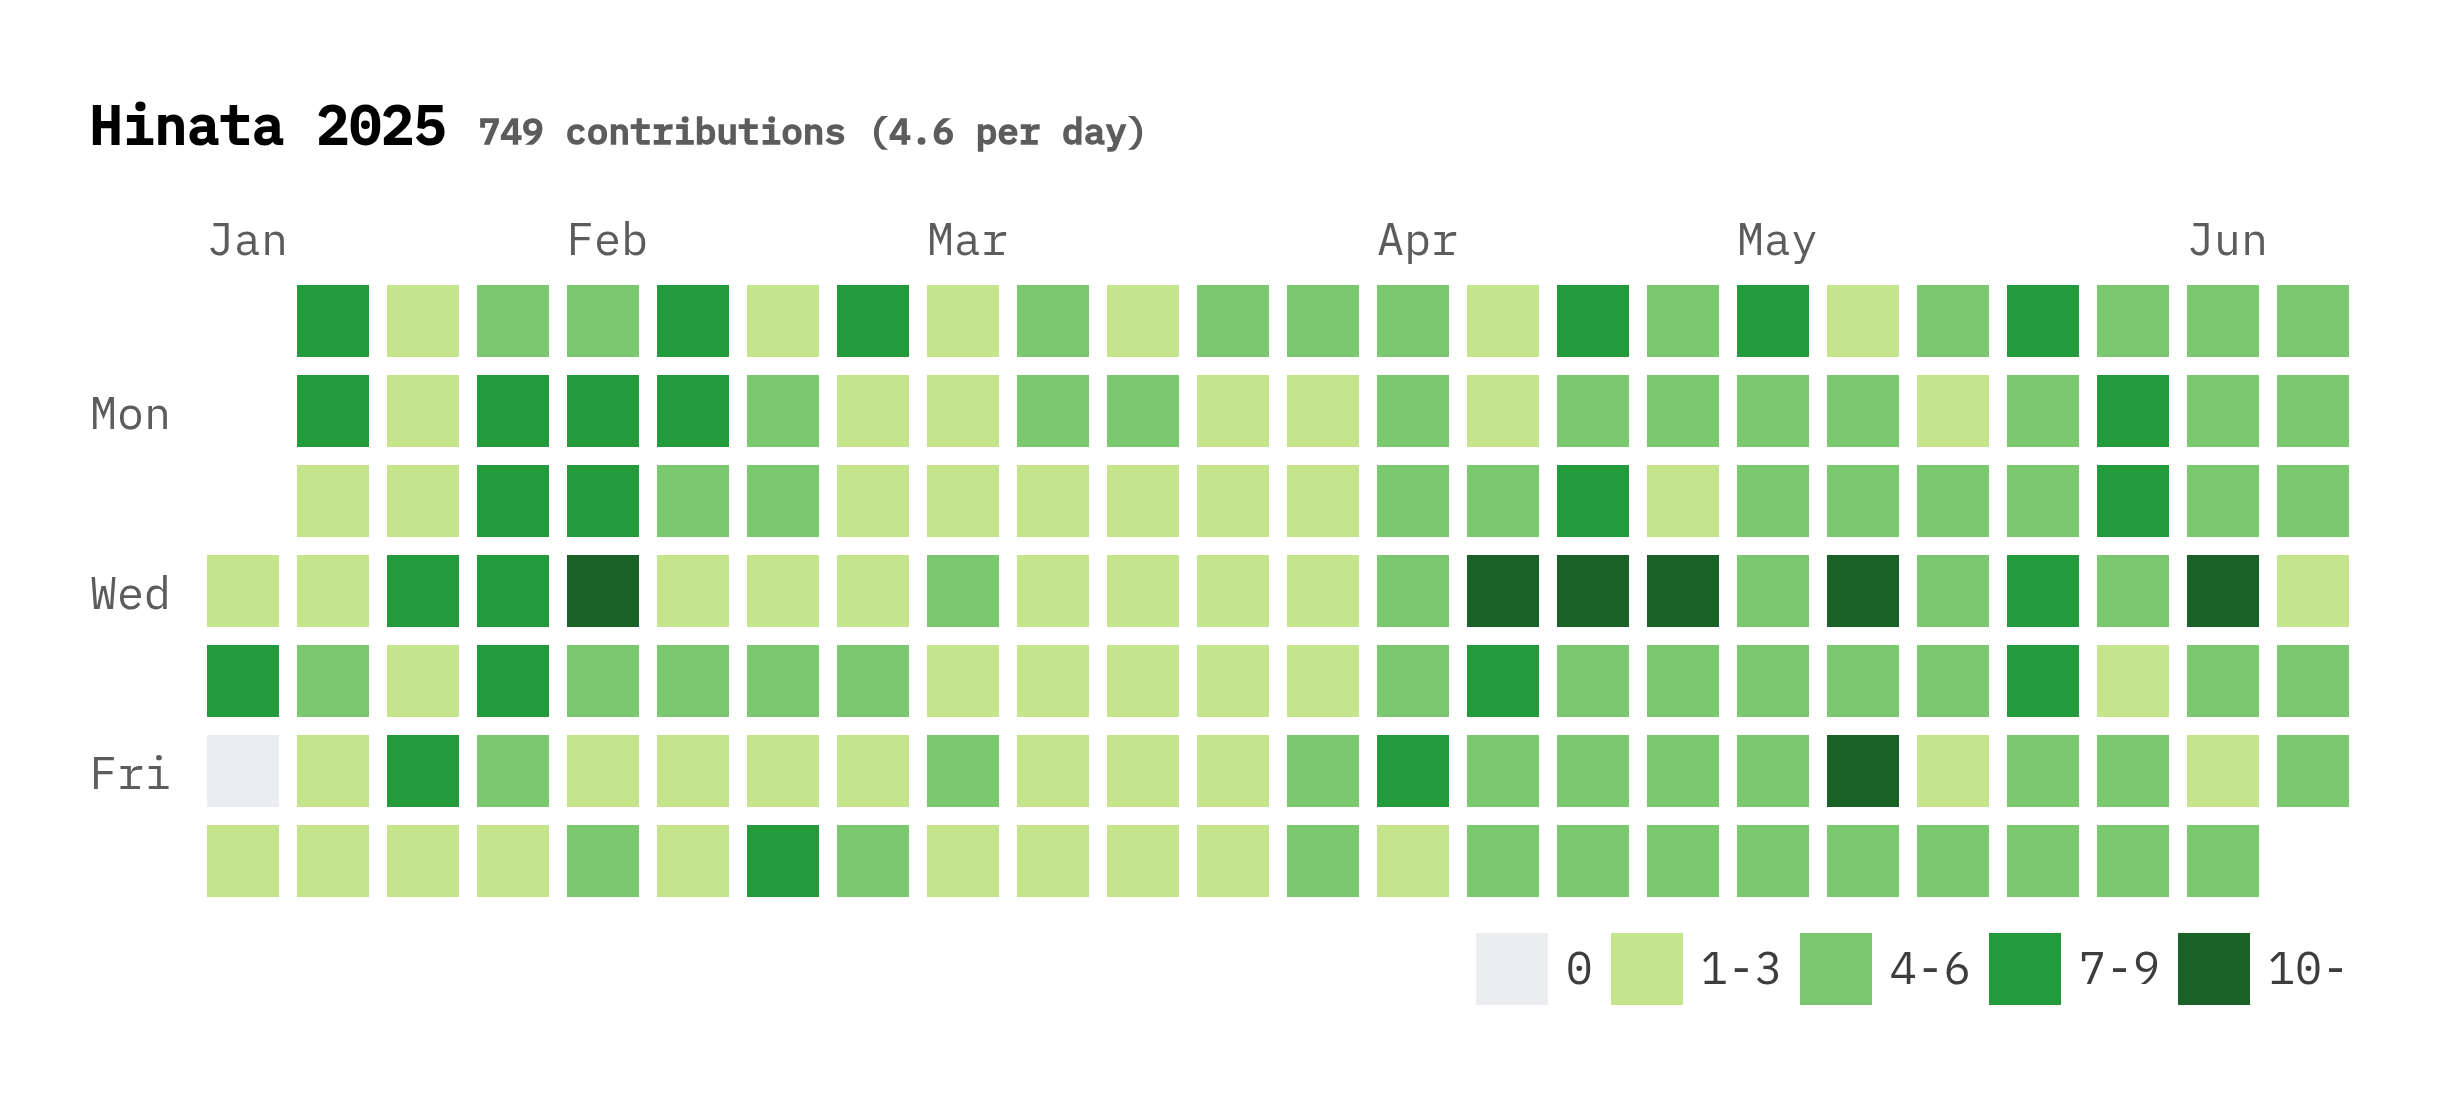 Hinata 2025 749 contributions (4.6 per day)
Jan Feb Mar Apr May Jun
Mon
Wed
Fri
0 1-3 4-6 7-9 10-